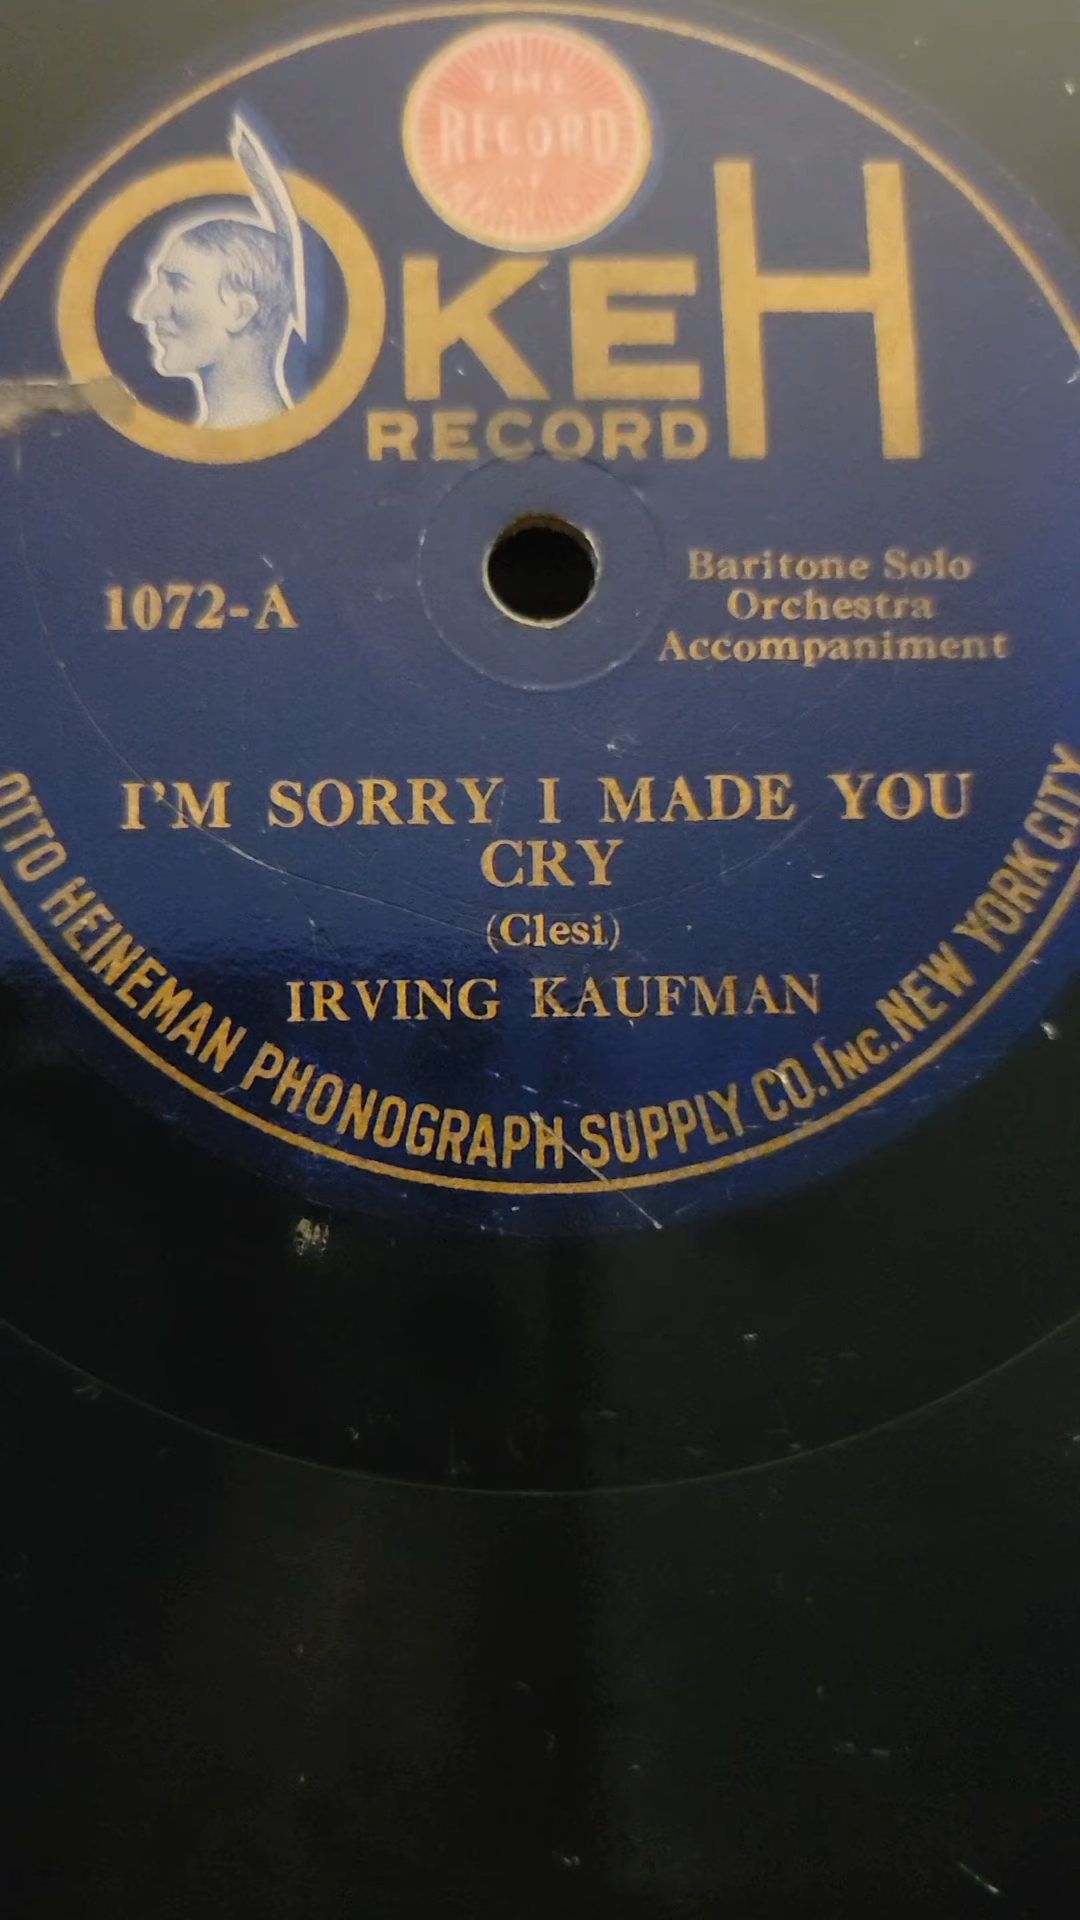 THE
RECORD
OKEH
RECORD
1072-A
Baritone Solo
Orchestra
Accompaniment
I'M SORRY I MADE YOU
CRY
(Clesi)
IRVING KAUFMAN
OTTO HEINEMAN PHONOGRAPH SUPPLY CO. INC. NEW YORK CITY